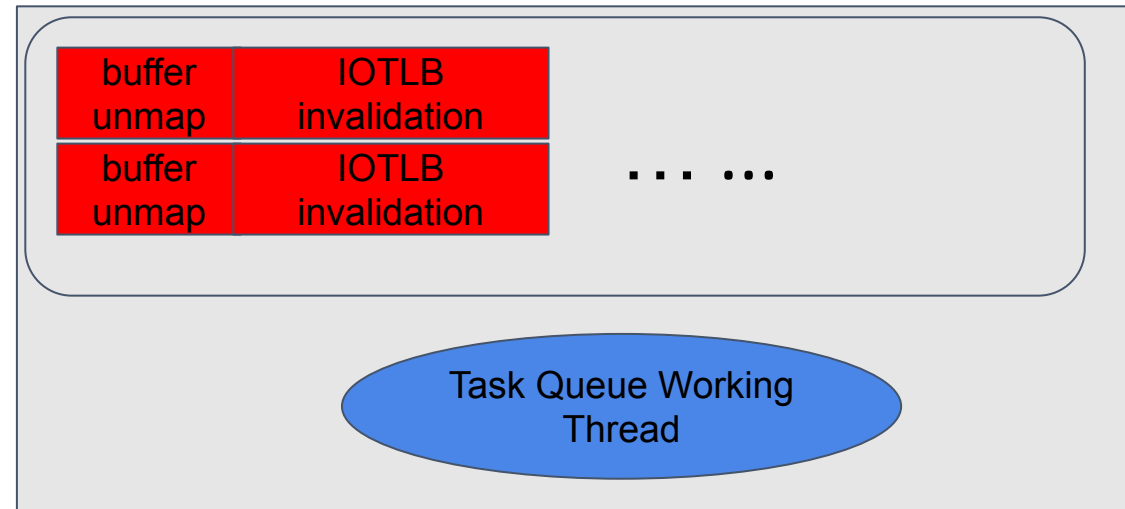 buffer IOTLB
unmap invalidation
buffer IOTLB
unmap invalidation
... ...
Task Queue Working
Thread